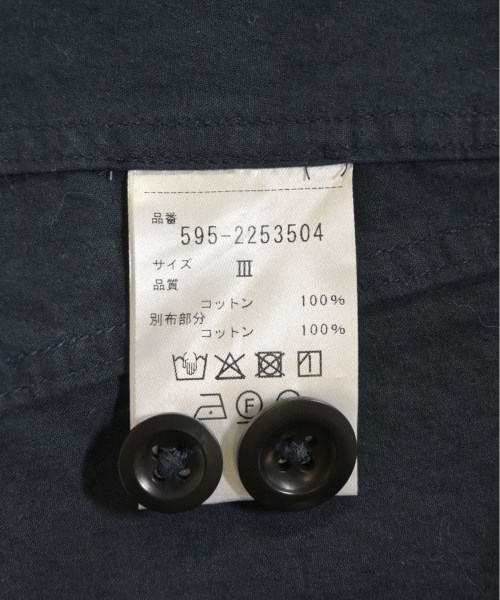 品番
595-2253504
サイズ III
品質
コットン 100%
別布部分
コットン 100%
F